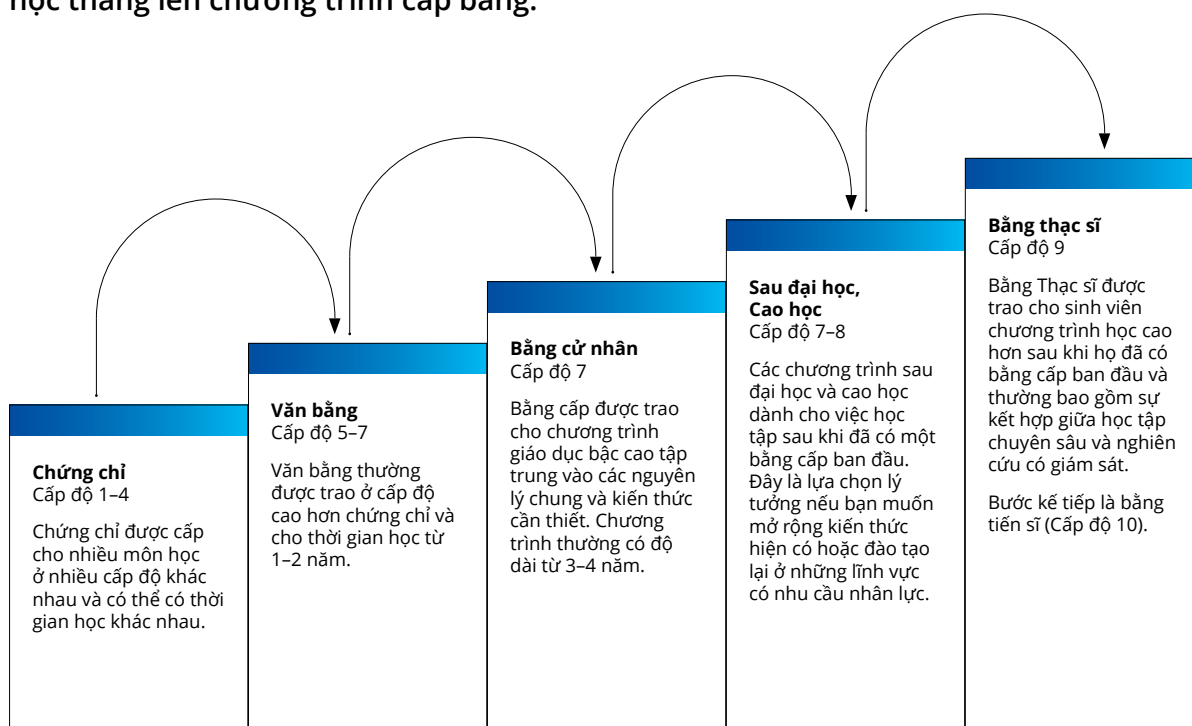 học thẳng lên chương trình cấp bằng.
Chứng chỉ
Cấp độ 1–4
Chứng chỉ được cấp
cho nhiều môn học
ở nhiều cấp độ khác
nhau và có thể có thời
gian học khác nhau.
Văn bằng
Cấp độ 5–7
Văn bằng thường
được trao ở cấp độ
cao hơn chứng chỉ và
cho thời gian học từ
1–2 năm.
Bằng cử nhân
Cấp độ 7
Bằng cấp được trao
cho chương trình
giáo dục bậc cao tập
trung vào các nguyên
lý chung và kiến thức
cần thiết. Chương
trình thường có độ
dài từ 3–4 năm.
Sau đại học,
Cao học
Cấp độ 7–8
Các chương trình sau
đại học và cao học
dành cho việc học
tập sau khi đã có một
bằng cấp ban đầu.
Đây là lựa chọn lý
tưởng nếu bạn muốn
mở rộng kiến thức
hiện có hoặc đào tạo
lại ở những lĩnh vực
có nhu cầu nhân lực.
Bằng thạc sĩ
Cấp độ 9
Bằng Thạc sĩ được
trao cho sinh viên
chương trình học cao
hơn sau khi họ đã có
bằng cấp ban đầu và
thường bao gồm sự
kết hợp giữa học tập
chuyên sâu và nghiên
cứu có giám sát.
Bước kế tiếp là bằng
tiến sĩ (Cấp độ 10).